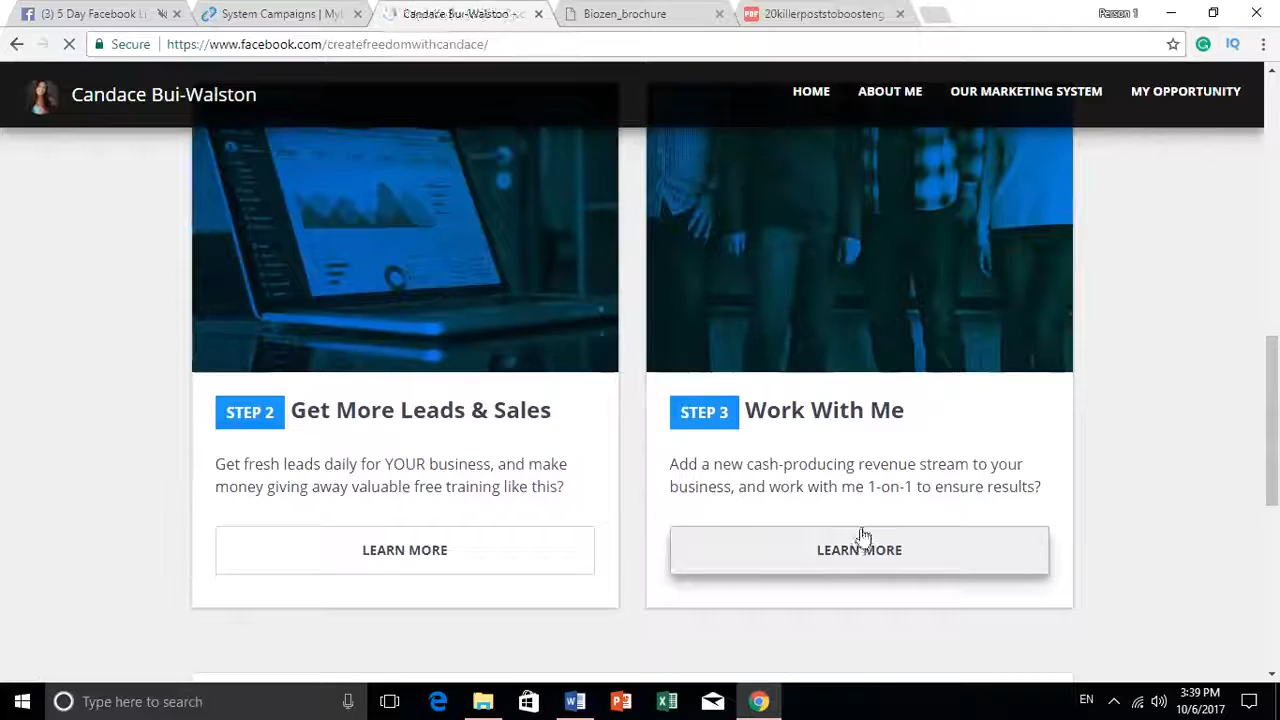 (3) 5 Day Facebook Li
System Campaigns | Myl
Candace Bui-Walston -
Biozen_brochure
20killerpoststoboosteng
Person 1
Secure
https://www.facebook.com/createfreedomwithcandace/
IQ
Candace Bui-Walston
HOME
ABOUT ME
OUR MARKETING SYSTEM
MY OPPORTUNITY
STEP 2 Get More Leads & Sales
Get fresh leads daily for YOUR business, and make
money giving away valuable free training like this?
LEARN MORE
STEP 3 Work With Me
Add a new cash-producing revenue stream to your
business, and work with me 1-on-1 to ensure results?
LEARN MORE
Type here to search
EN
3:39 PM
10/6/2017